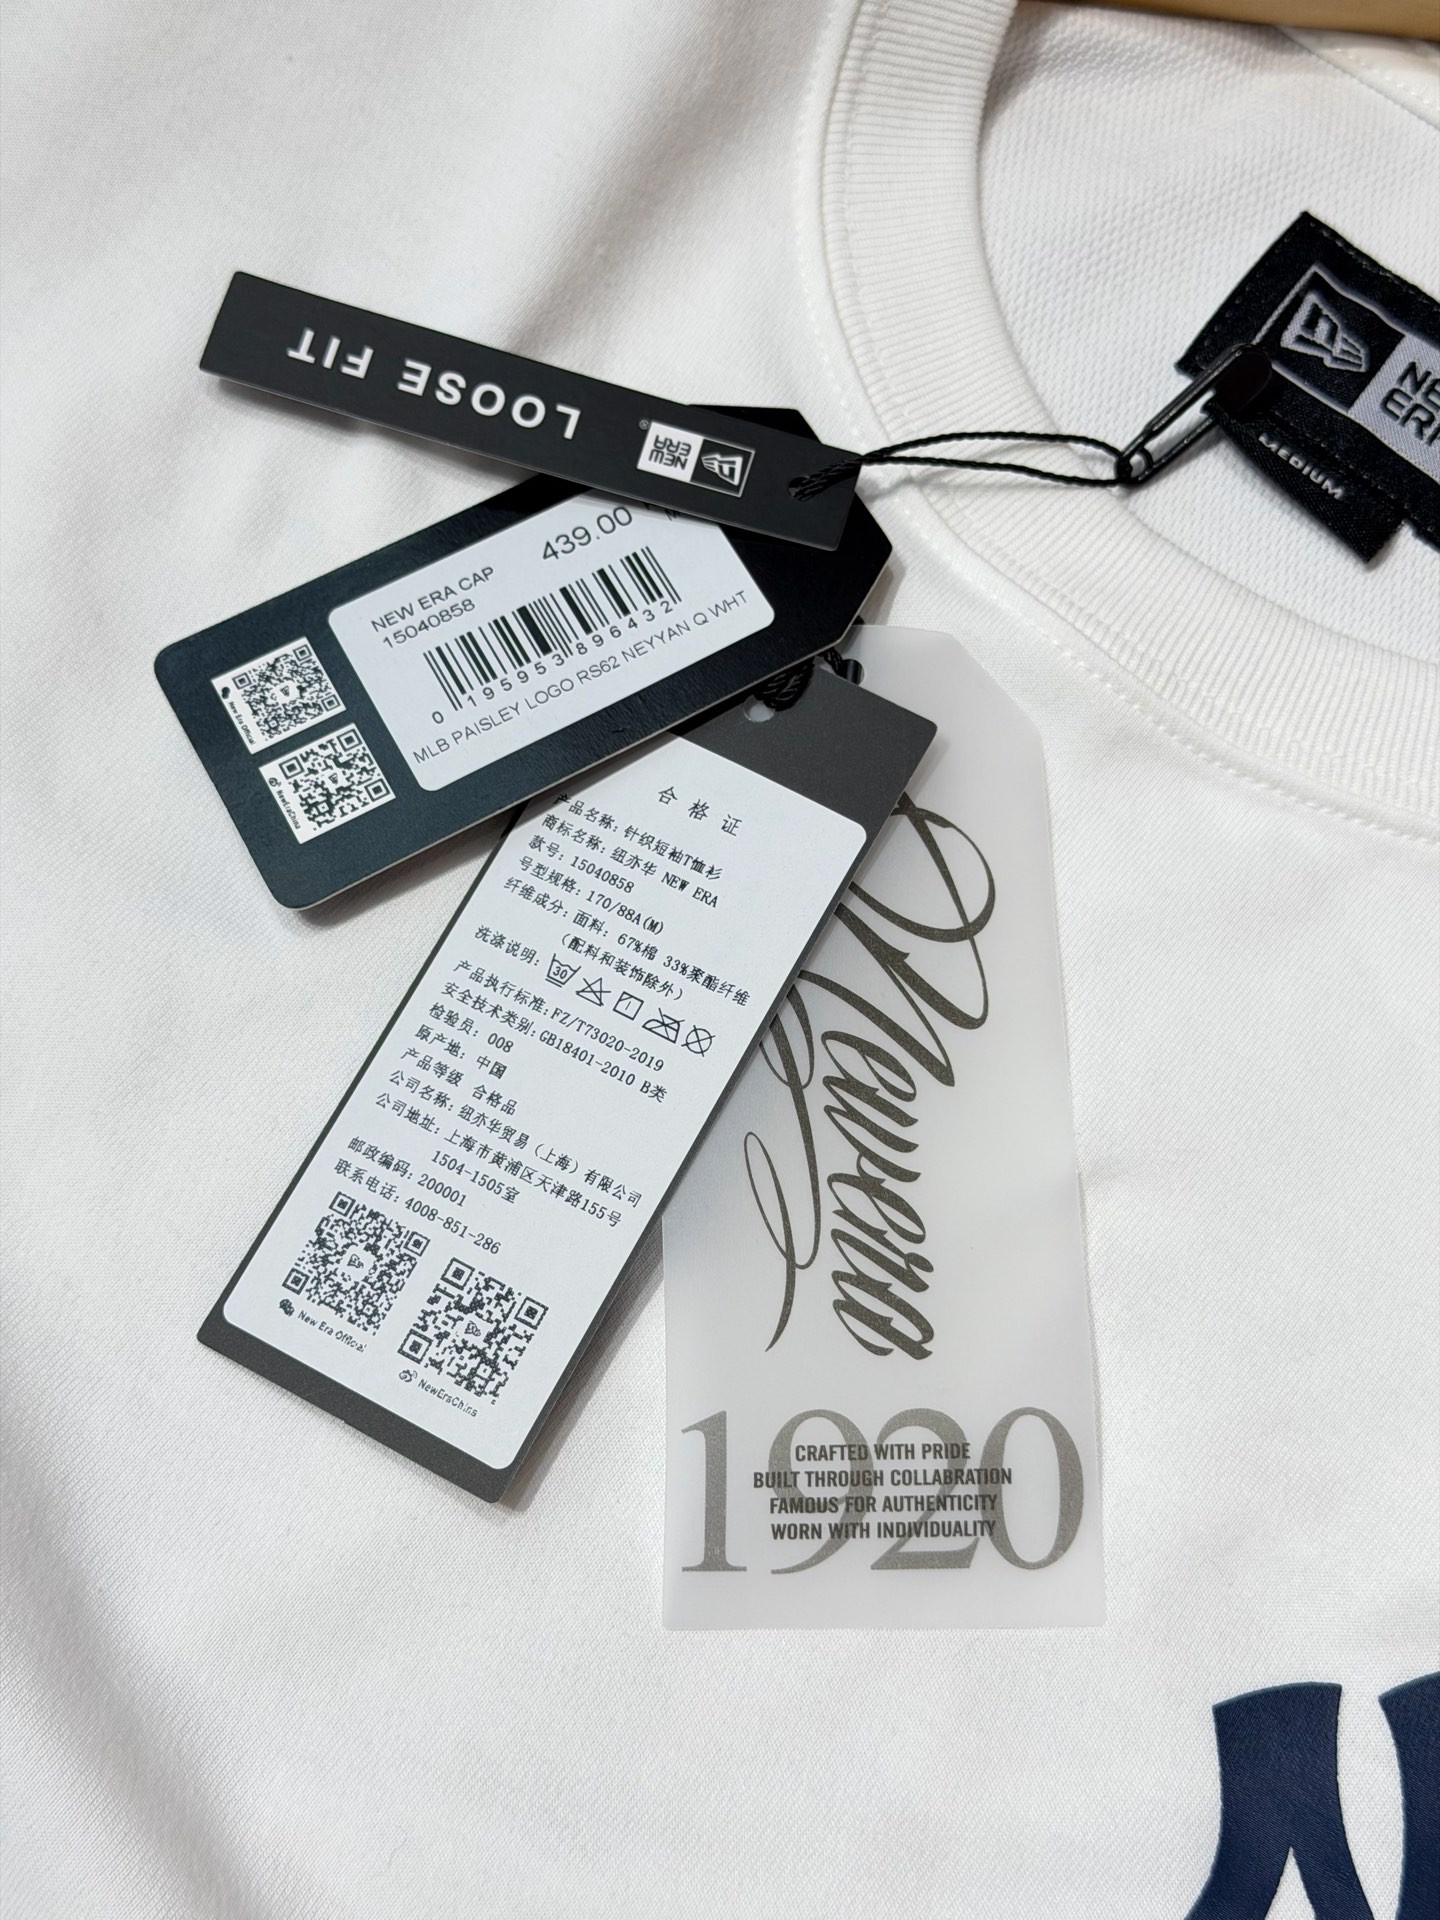 LOOSE FIT
NEW
ERA
®
NEW
ERA
MEDIUM
439.00
NEW ERA CAP
15040858
0 195953 896432
MLB PAISLEY LOGO RS62 NEYYAN Q WHT
New Era Official
NewEraChina
合格证
产品名称: 针织短袖T恤衫
商标名称: 纽亦华 NEW ERA
款号: 15040858
号型规格: 170/88A(M)
纤维成分: 面料: 67%棉 33%聚酯纤维
(配料和装饰除外)
洗涤说明: 30
产品执行标准: FZ/T73020-2019
安全技术类别: GB18401-2010 B类
检验员: 008
原产地: 中国
产品等级 合格品
公司名称: 纽亦华贸易(上海)有限公司
公司地址: 上海市黄浦区天津路155号
1504-1505室
邮政编码: 200001
联系电话: 4008-851-286
New Era Official
NewEraChina
Newera
1920
CRAFTED WITH PRIDE
BUILT THROUGH COLLABRATION
FAMOUS FOR AUTHENTICITY
WORN WITH INDIVIDUALITY